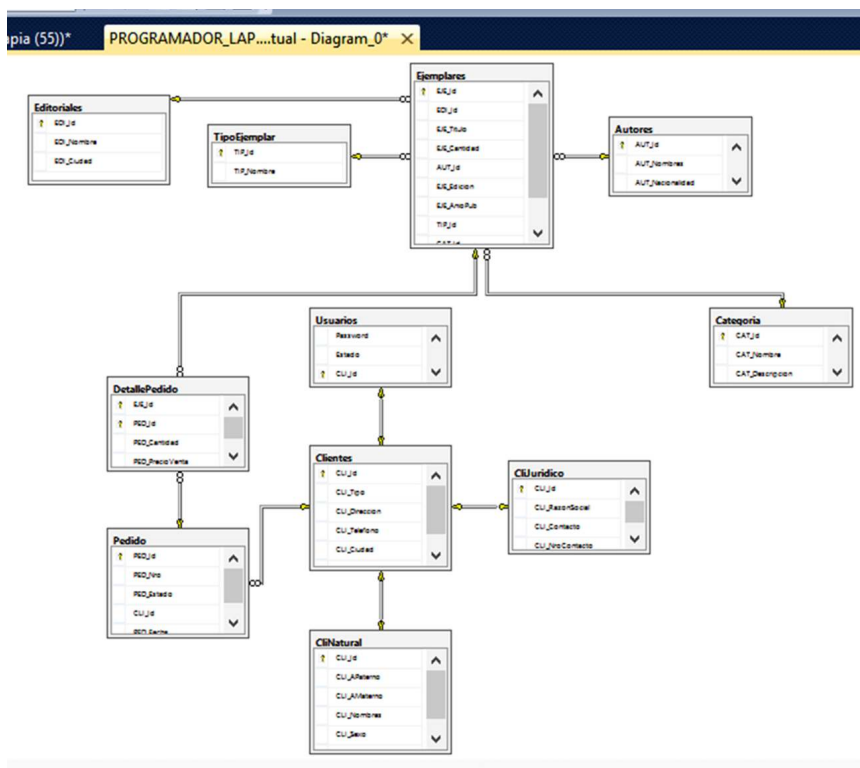 apia (55))*
PROGRAMADOR_LAP....tual - Diagram_0*
Ejemplares
EJE_Id
EDI_Id
EJE_Titulo
EJE_Cantidad
AUT_Id
EJE_Edicion
EJE_AnioPub
TIP_Id
CAT_Id
Editoriales
EDI_Id
EDI_Nombre
EDI_Ciudad
TipoEjemplar
TIP_Id
TIP_Nombre
Autores
AUT_Id
AUT_Nombres
AUT_Nacionalidad
Usuarios
Password
Estado
CLI_Id
Categoria
CAT_Id
CAT_Nombre
CAT_Descripcion
DetallePedido
EJE_Id
PED_Id
PED_Cantidad
PED_PrecioVenta
Clientes
CLI_Id
CLI_Tipo
CLI_Direccion
CLI_Telefono
CLI_Ciudad
CliJuridico
CLI_Id
CLI_RazonSocial
CLI_Contacto
CLI_NroContacto
Pedido
PED_Id
PED_Nro
PED_Estado
CLI_Id
PED_Fecha
CliNatural
CLI_Id
CLI_APaterno
CLI_AMaterno
CLI_Nombres
CLI_Sexo